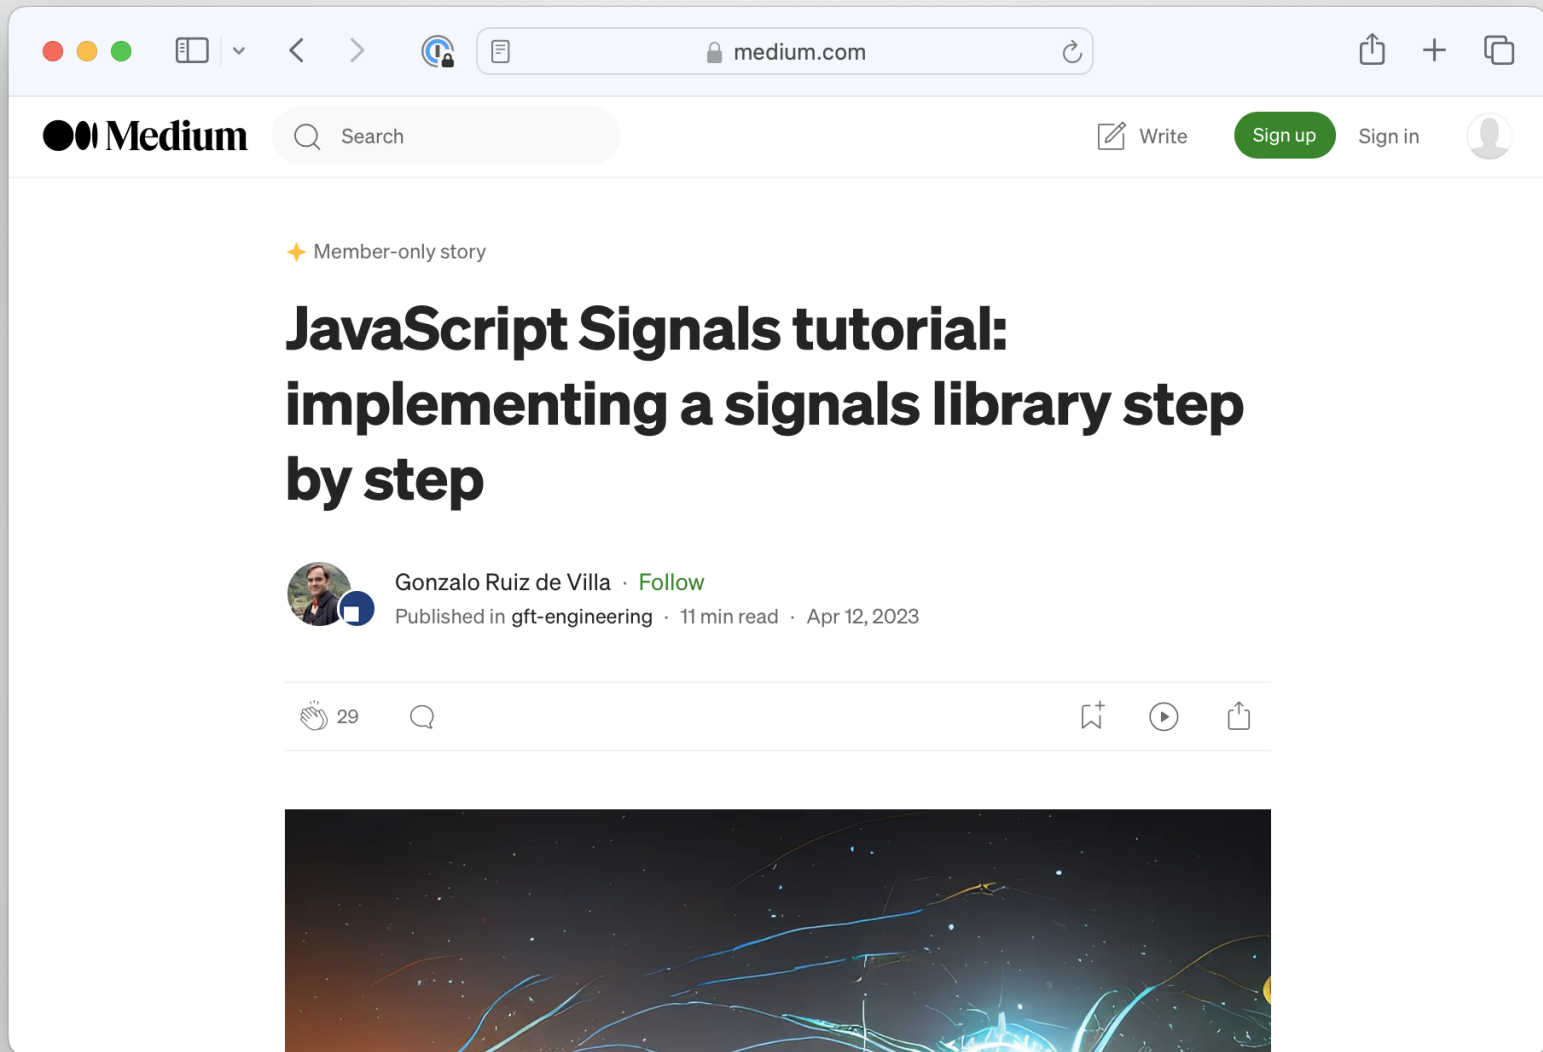 medium.com
Medium
Search
Write
Sign up
Sign in
Member-only story
JavaScript Signals tutorial:
implementing a signals library step
by step
Gonzalo Ruiz de Villa · Follow
Published in gft-engineering · 11 min read · Apr 12, 2023
29